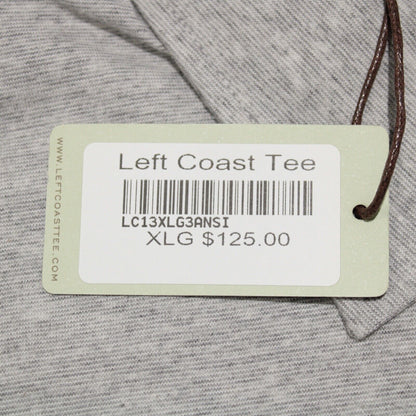 Left Coast Tee
LC13XLG3ANSI
XLG $125.00
WWW.LEFTCOASTTEE.COM